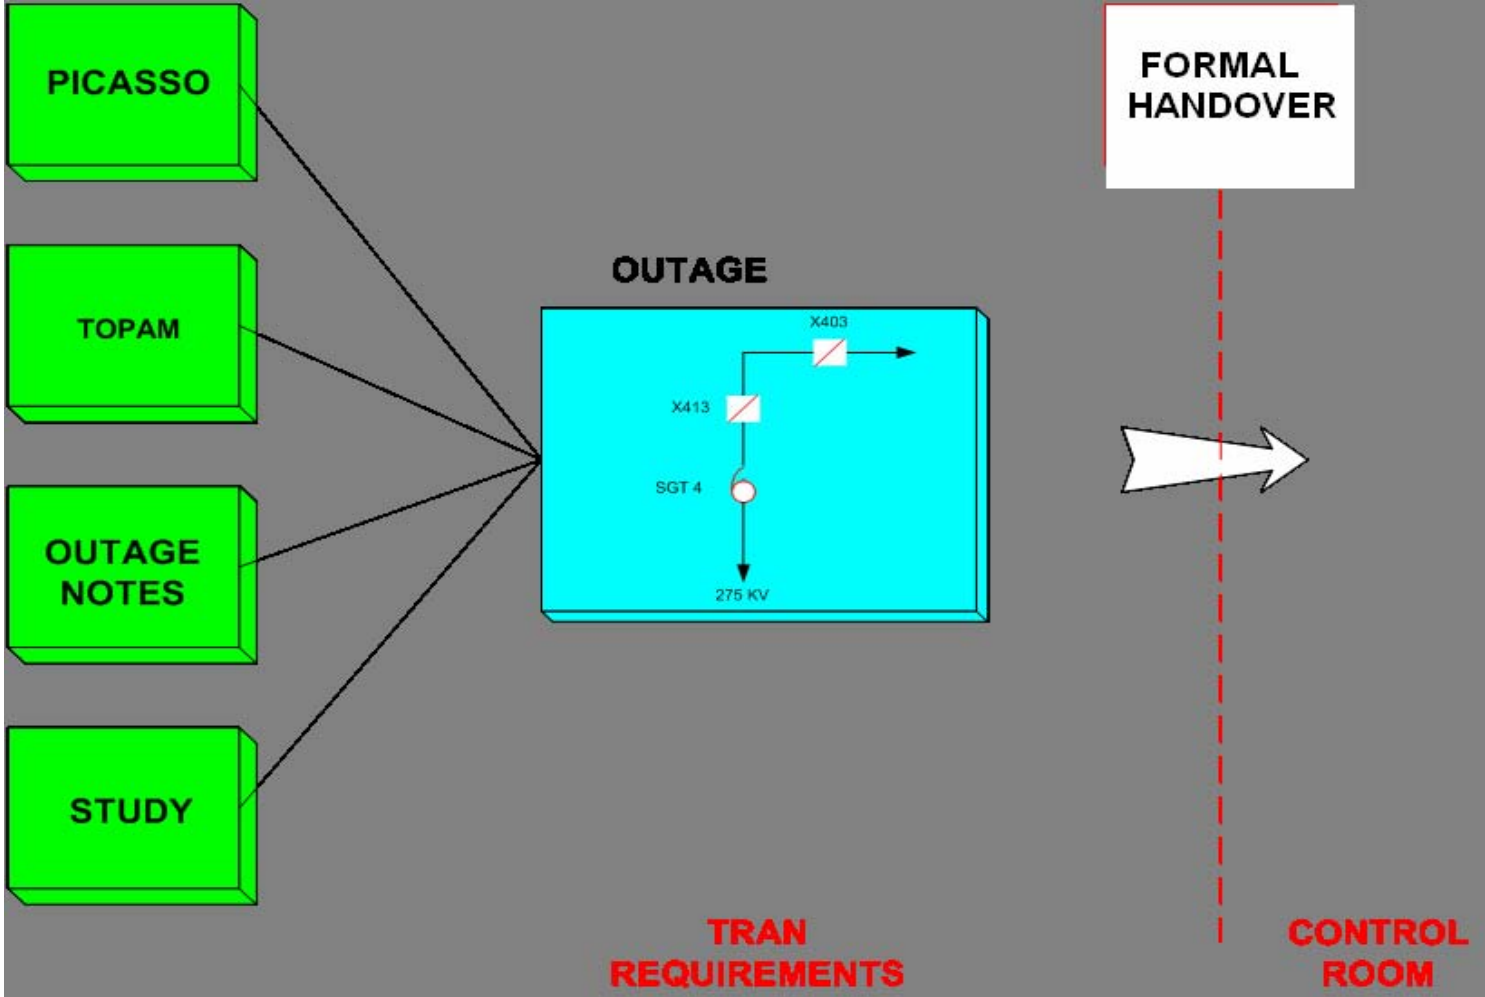 PICASSO
FORMAL
HANDOVER
TOPAM
OUTAGE
X403
X413
SGT 4
275 KV
OUTAGE
NOTES
STUDY
TRAN
REQUIREMENTS
CONTROL
ROOM